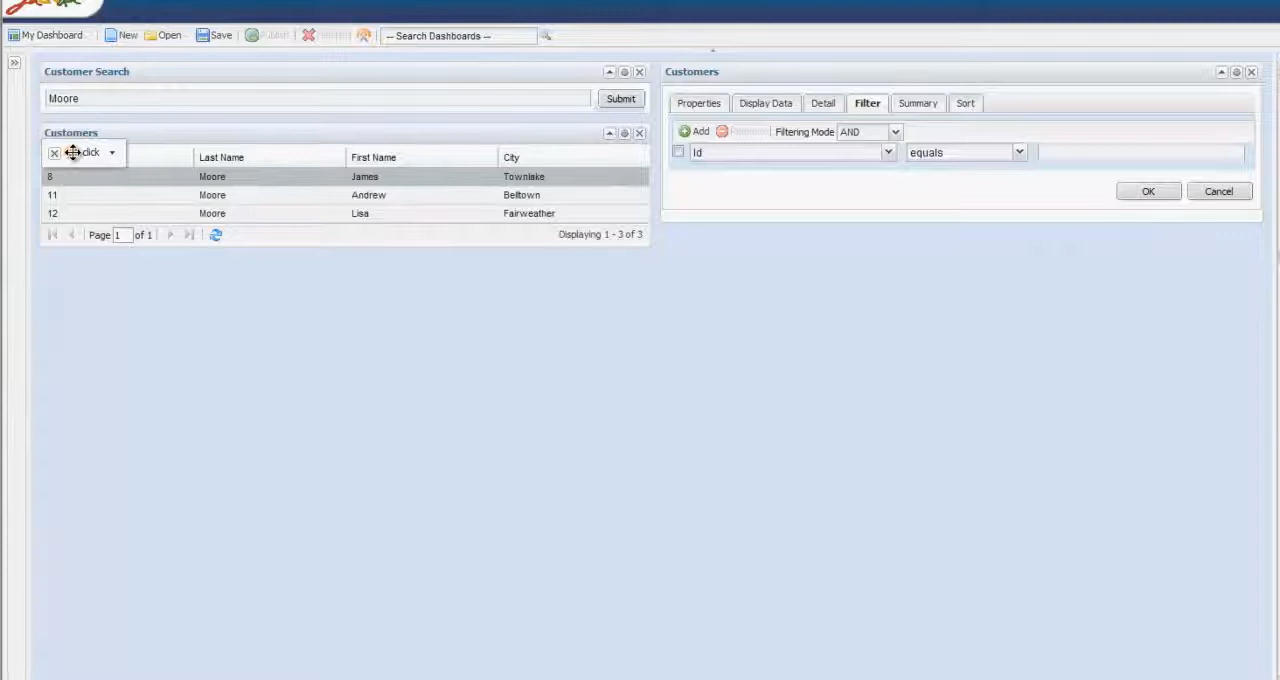 My Dashboard New Open Save -- Search Dashboards --
Customer Search
Moore Submit
Customers
click
Last Name First Name City
8 Moore James Townlake
11 Moore Andrew Belltown
12 Moore Lisa Fairweather
Page 1 of 1 Displaying 1 - 3 of 3
Customers
Properties Display Data Detail Filter Summary Sort
Add Filtering Mode AND
Id equals
OK Cancel